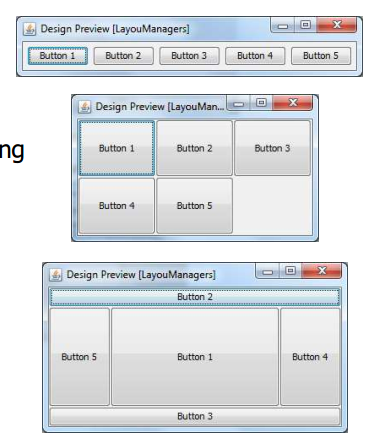 Design Preview [LayouManagers]
Button 1 Button 2 Button 3 Button 4 Button 5
Design Preview [LayouMan...
ng
Button 1 Button 2 Button 3
Button 4 Button 5
Design Preview [LayouManagers]
Button 2
Button 5 Button 1 Button 4
Button 3